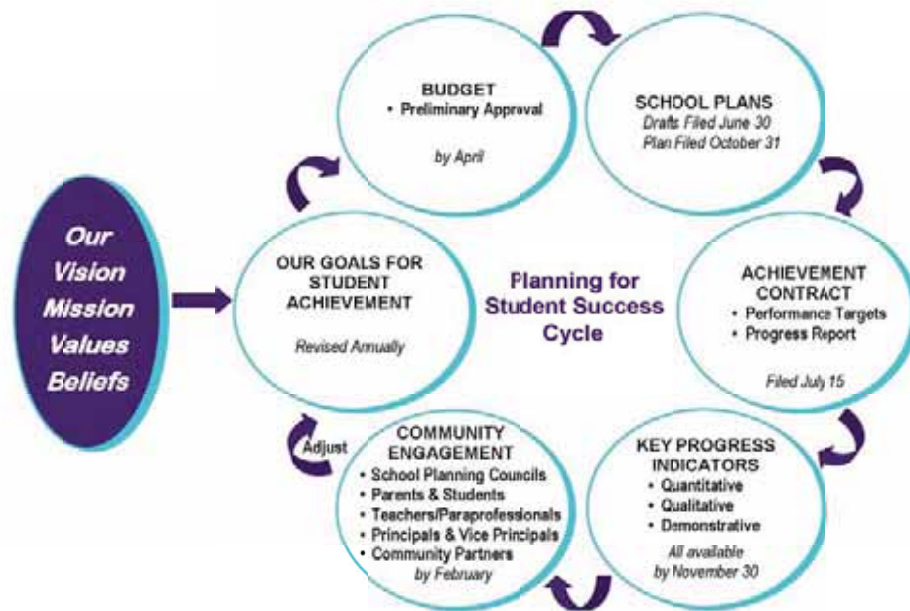 Our
Vision
Mission
Values
Beliefs
OUR GOALS FOR
STUDENT
ACHIEVEMENT
Revised Annually
BUDGET
• Preliminary Approval
by April
SCHOOL PLANS
Drafts Filed June 30
Plan Filed October 31
ACHIEVEMENT
CONTRACT
• Performance Targets
• Progress Report
Filed July 15
KEY PROGRESS
INDICATORS
• Quantitative
• Qualitative
• Demonstrative
All available
by November 30
COMMUNITY
ENGAGEMENT
• School Planning Councils
• Parents & Students
• Teachers/Paraprofessionals
• Principals & Vice Principals
• Community Partners
by February
Adjust
Planning for
Student Success
Cycle